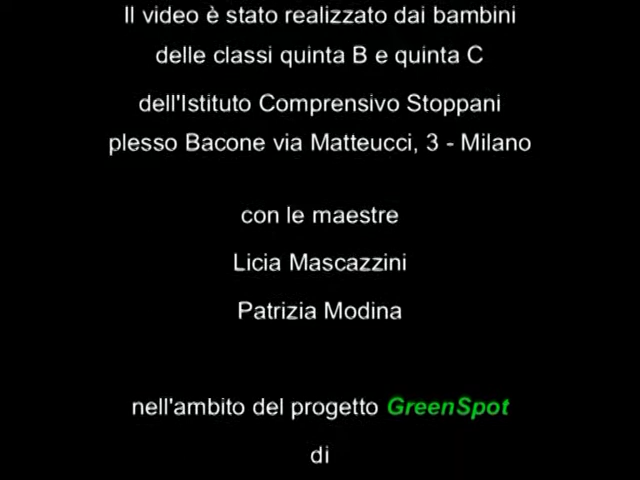 Il video è stato realizzato dai bambini
delle classi quinta B e quinta C
dell'Istituto Comprensivo Stoppani
plesso Bacone via Matteucci, 3 - Milano
con le maestre
Licia Mascazzini
Patrizia Modina
nell'ambito del progetto GreenSpot
di